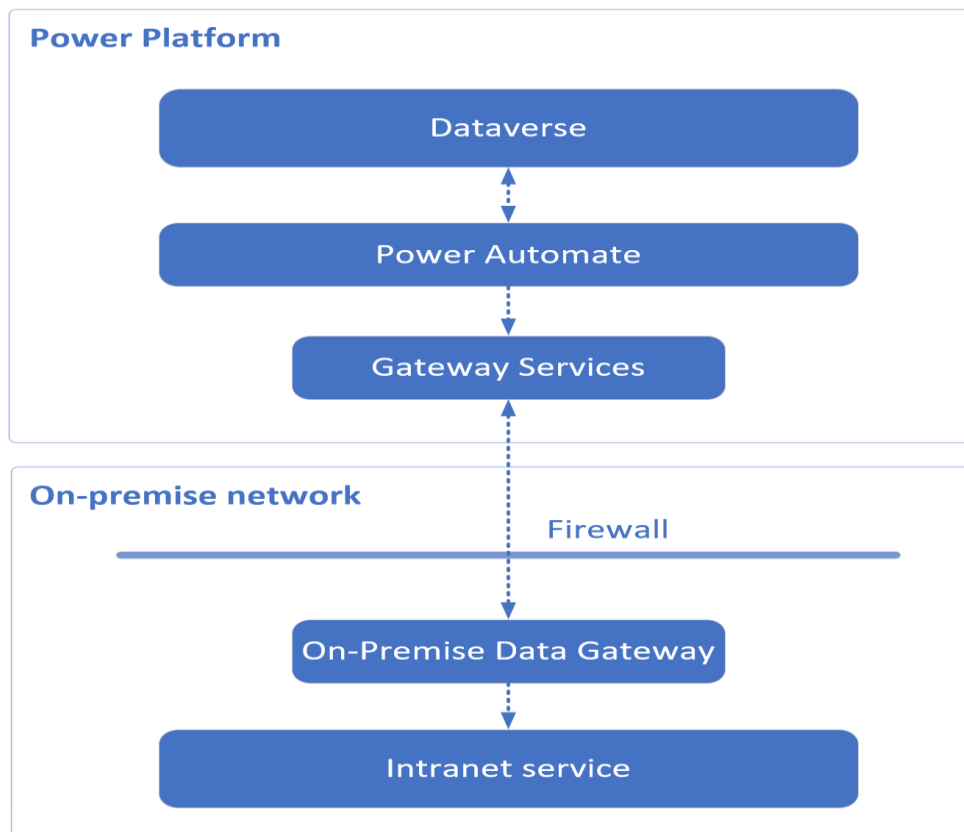 Power Platform
Dataverse
Power Automate
Gateway Services
On-premise network
Firewall
On-Premise Data Gateway
Intranet service